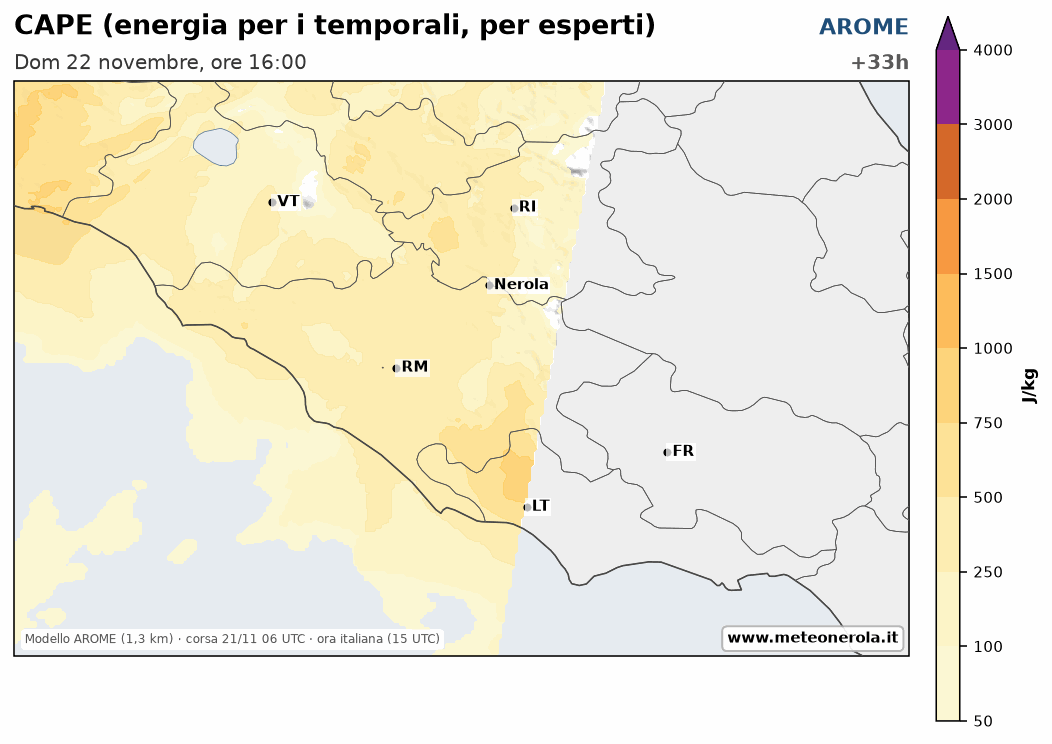 CAPE (energia per i temporali, per esperti)
AROME
Dom 22 novembre, ore 16:00
+33h
VT
RI
Nerola
RM
FR
LT
Modello AROME (1,3 km) · corsa 21/11 06 UTC · ora italiana (15 UTC)
www.meteonerola.it
4000
3000
2000
1500
1000
750
500
250
100
50
J/kg